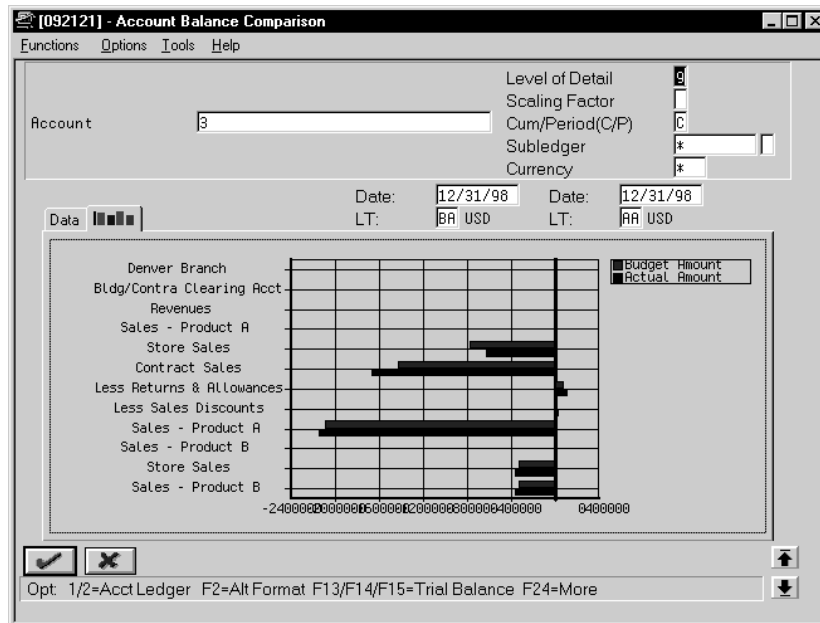 [092121] - Account Balance Comparison
Functions Options Tools Help
Level of Detail 9
Scaling Factor
Account 3 Cum/Period(C/P) C
Subledger *
Currency *
Date: 12/31/98 Date: 12/31/98
Data LT: BA USD LT: AA USD
Denver Branch
Bldg/Contra Clearing Acct
Revenues
Sales - Product A
Store Sales
Contract Sales
Less Returns & Allowances
Less Sales Discounts
Sales - Product A
Sales - Product B
Store Sales
Sales - Product B
Budget Amount
Actual Amount
0400000
Opt: 1/2=Acct Ledger F2=Alt Format F13/F14/F15=Trial Balance F24=More